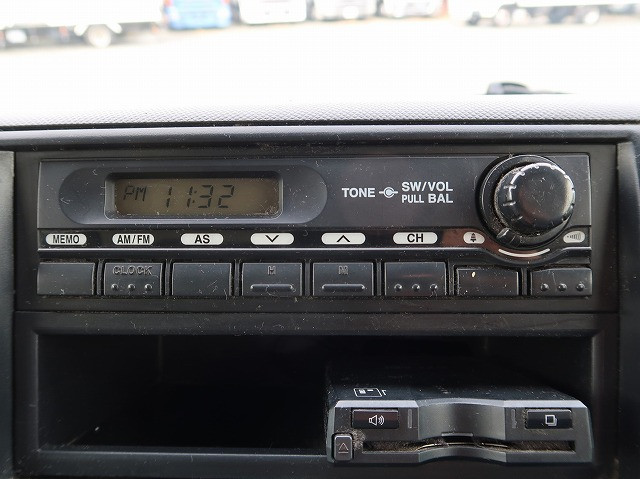 PM 11:32
TONE SW/VOL
PULL BAL
MEMO AM/FM AS CH
CLOCK H M